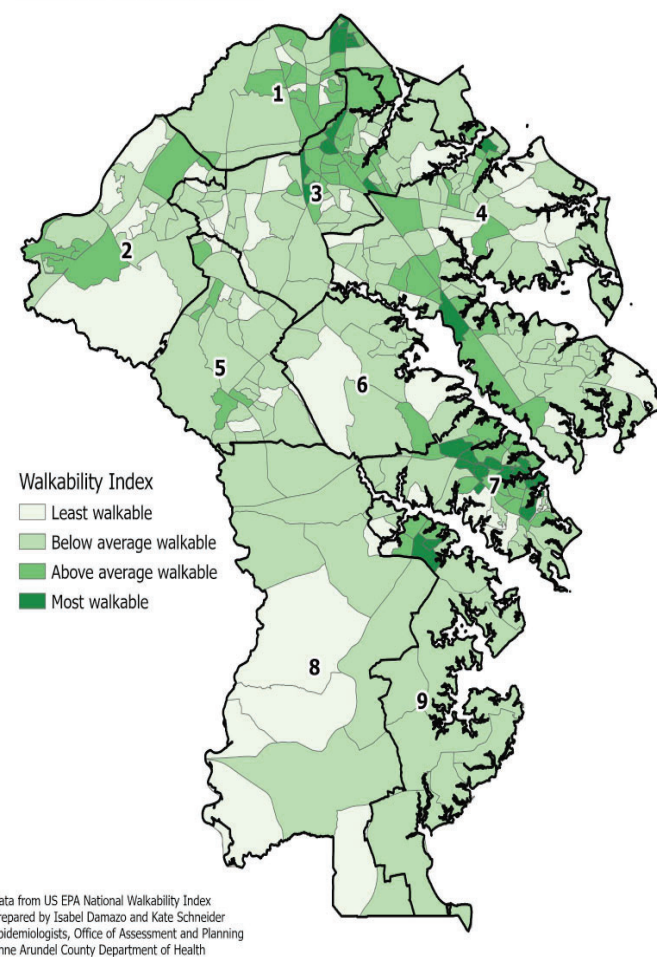 1
2
3
4
5
6
7
8
9
Walkability Index
Least walkable
Below average walkable
Above average walkable
Most walkable
ata from US EPA National Walkability Index
repared by Isabel Damazo and Kate Schneider
pidemiologists, Office of Assessment and Planning
nne Arundel County Department of Health